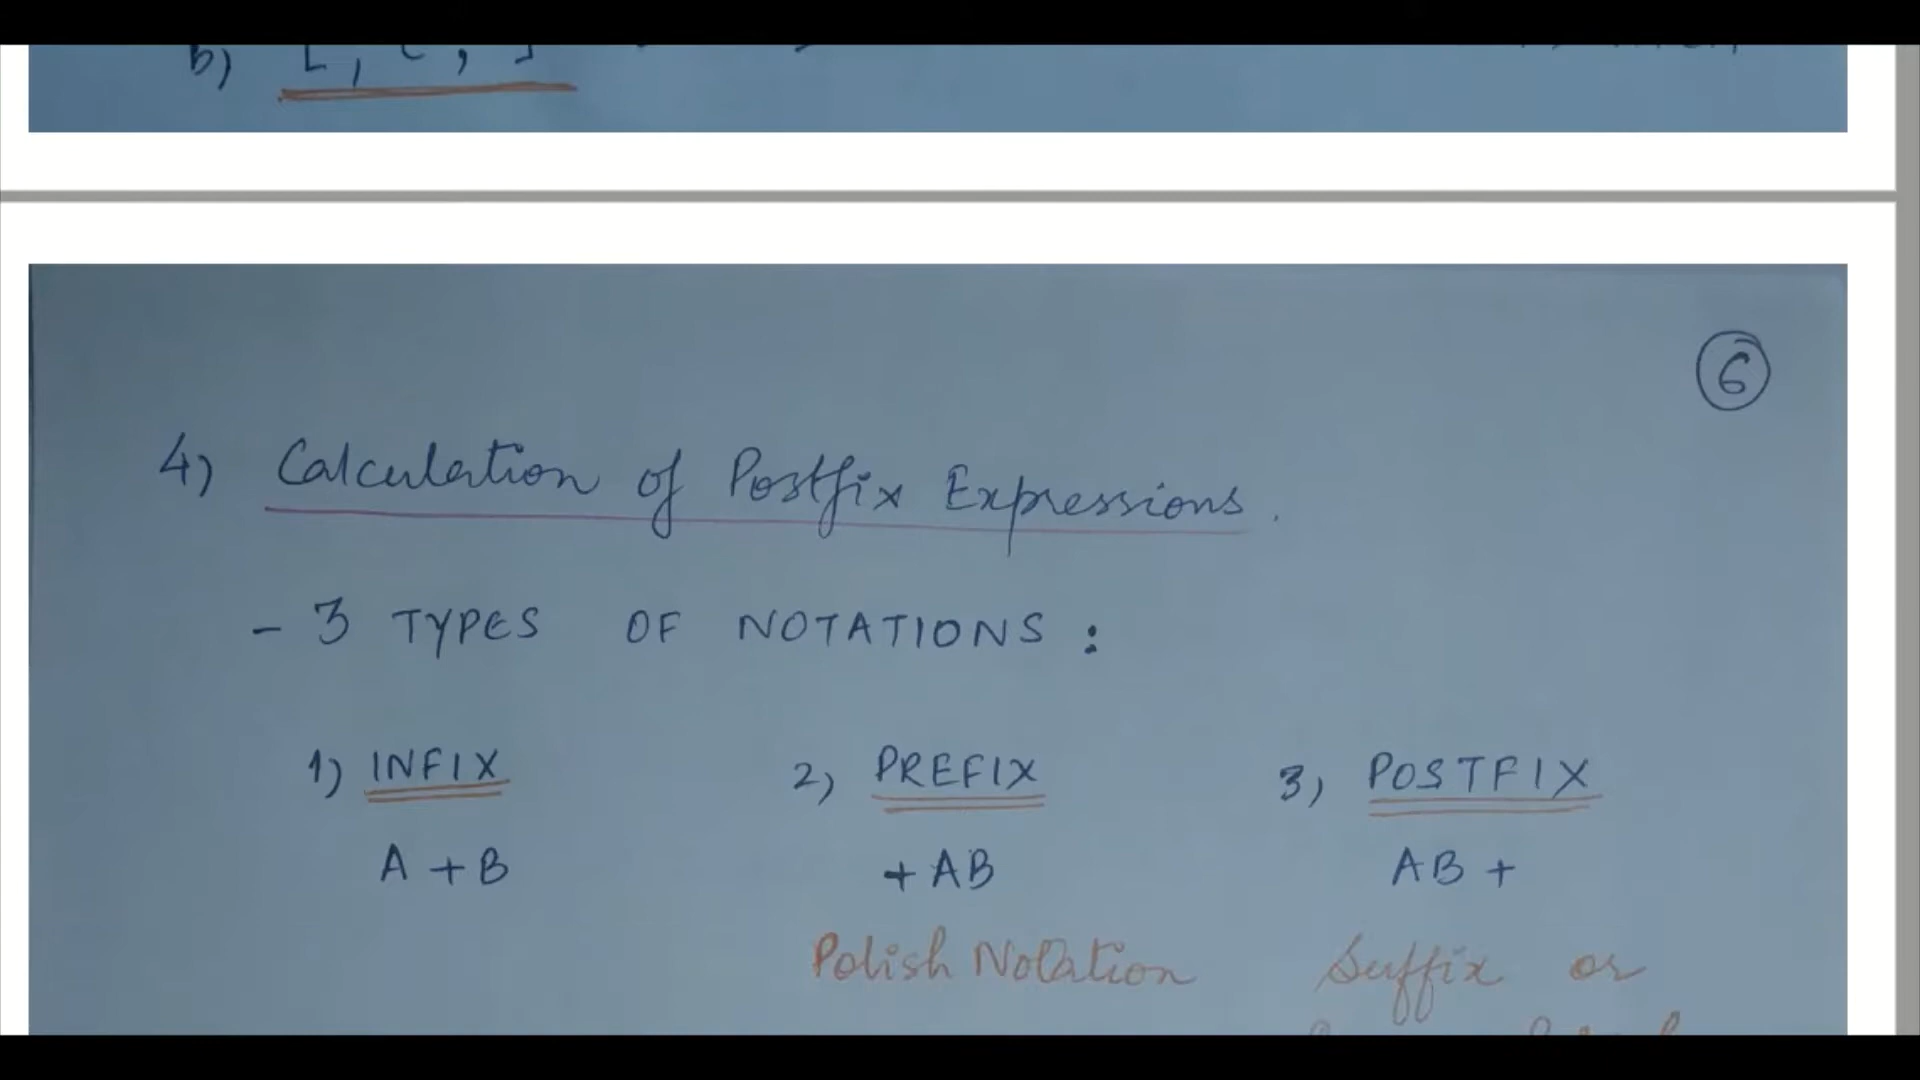 b) [, (, }
6
4) Calculation of Postfix Expressions.
- 3 TYPES OF NOTATIONS :
1) INFIX 2) PREFIX 3) POSTFIX
A + B + AB AB +
Polish Notation Suffix or